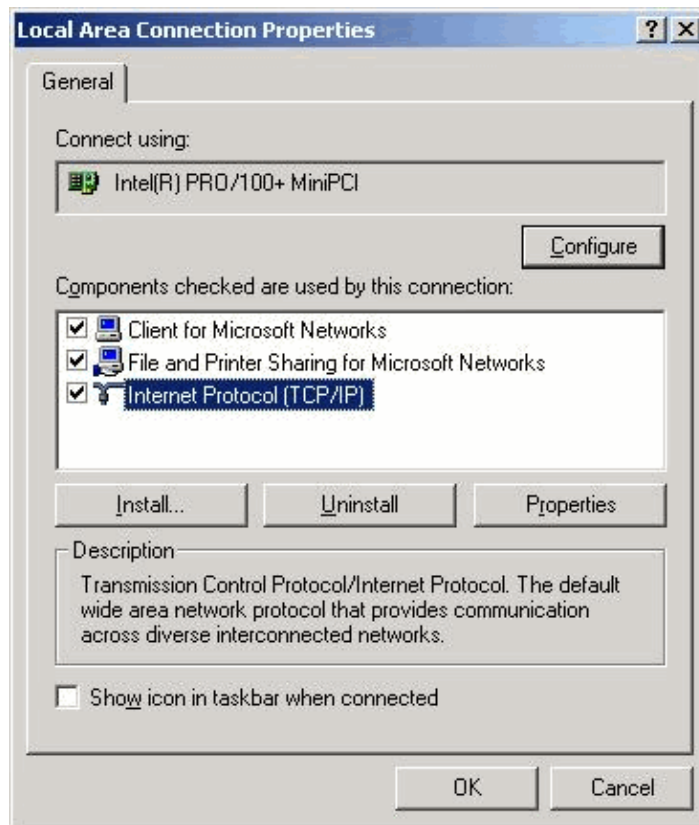 Local Area Connection Properties
General
Connect using:
Intel(R) PRO/100+ MiniPCI
Configure
Components checked are used by this connection:
Client for Microsoft Networks
File and Printer Sharing for Microsoft Networks
Internet Protocol (TCP/IP)
Install... Uninstall Properties
Description
Transmission Control Protocol/Internet Protocol. The default
wide area network protocol that provides communication
across diverse interconnected networks.
Show icon in taskbar when connected
OK Cancel